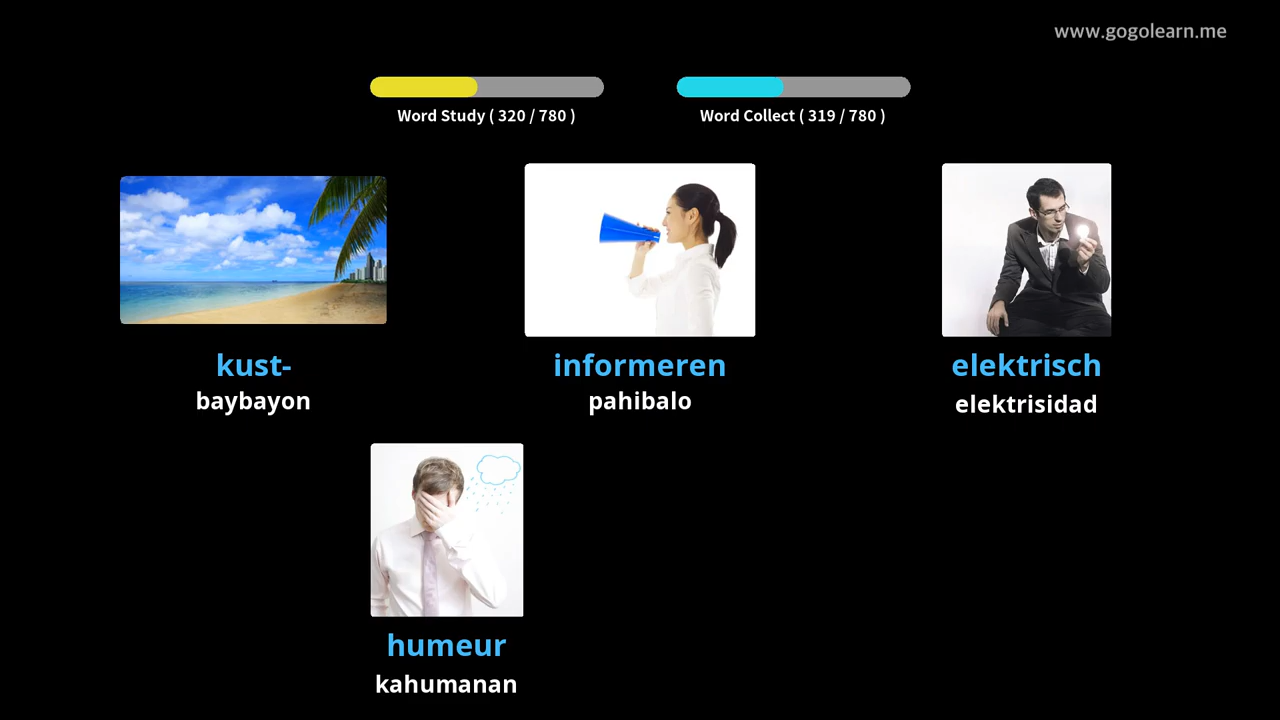 www.gogolearn.me
Word Study ( 320 / 780 )
Word Collect ( 319 / 780 )
kust-
baybayon
informeren
pahibalo
elektrisch
elektrisidad
humeur
kahumanan